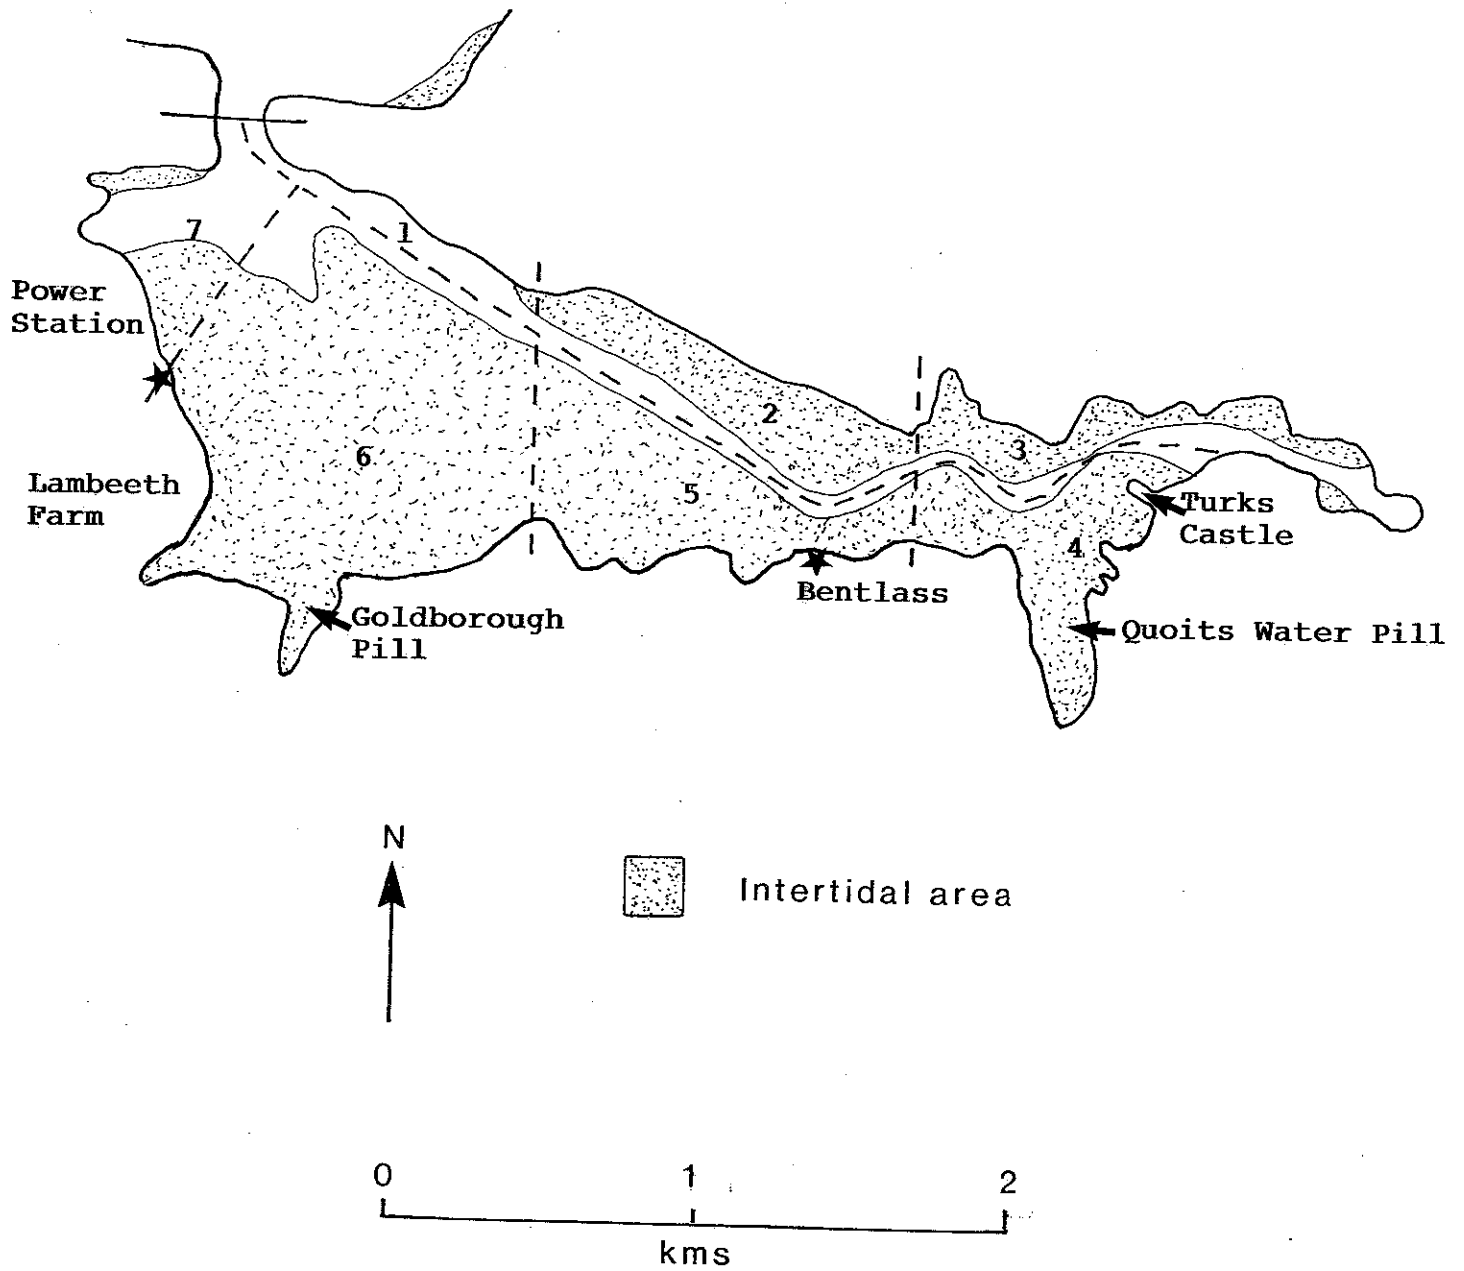 1
7
Power
Station
2
3
6
5
Lambeeth
Farm
Turks
Castle
4
Bentlass
Goldborough
Pill
Quoits Water Pill
N
Intertidal area
0 1 2
kms